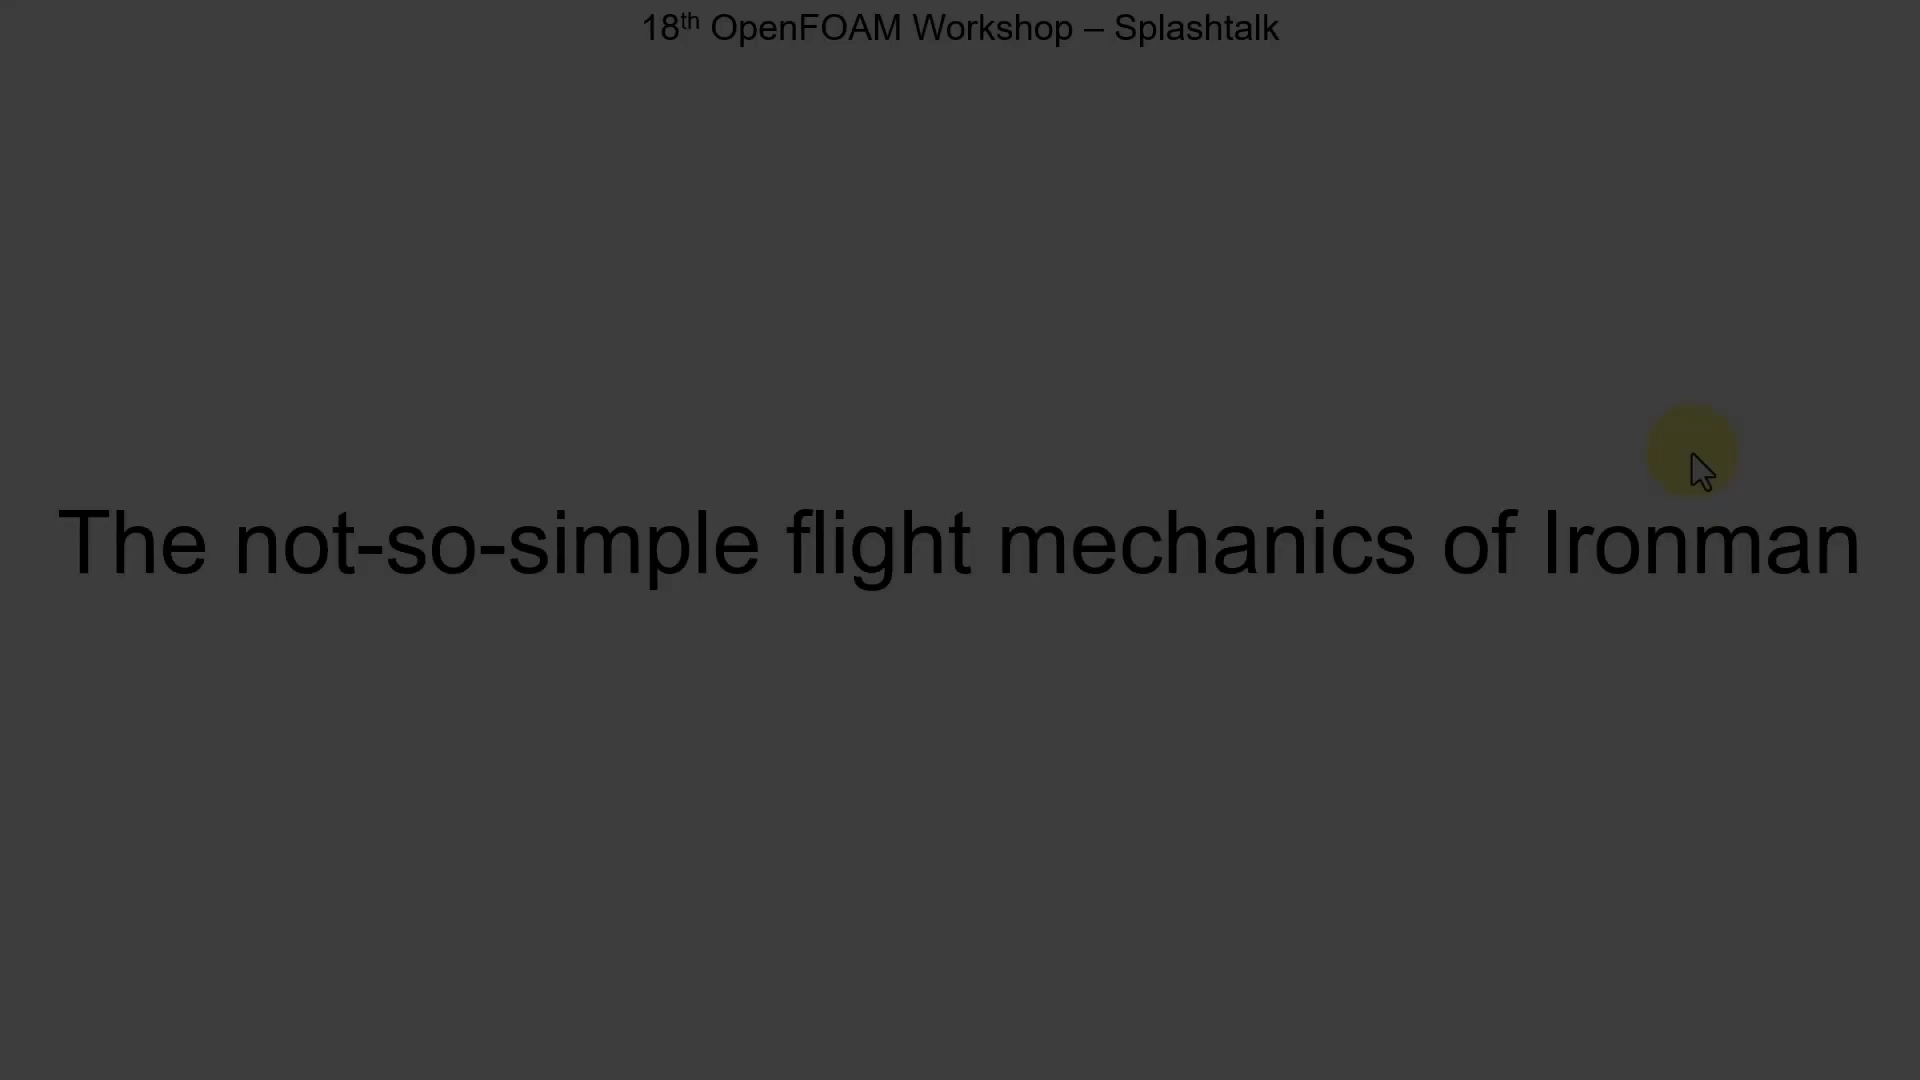 18th OpenFOAM Workshop – Splashtalk
The not-so-simple flight mechanics of Ironman